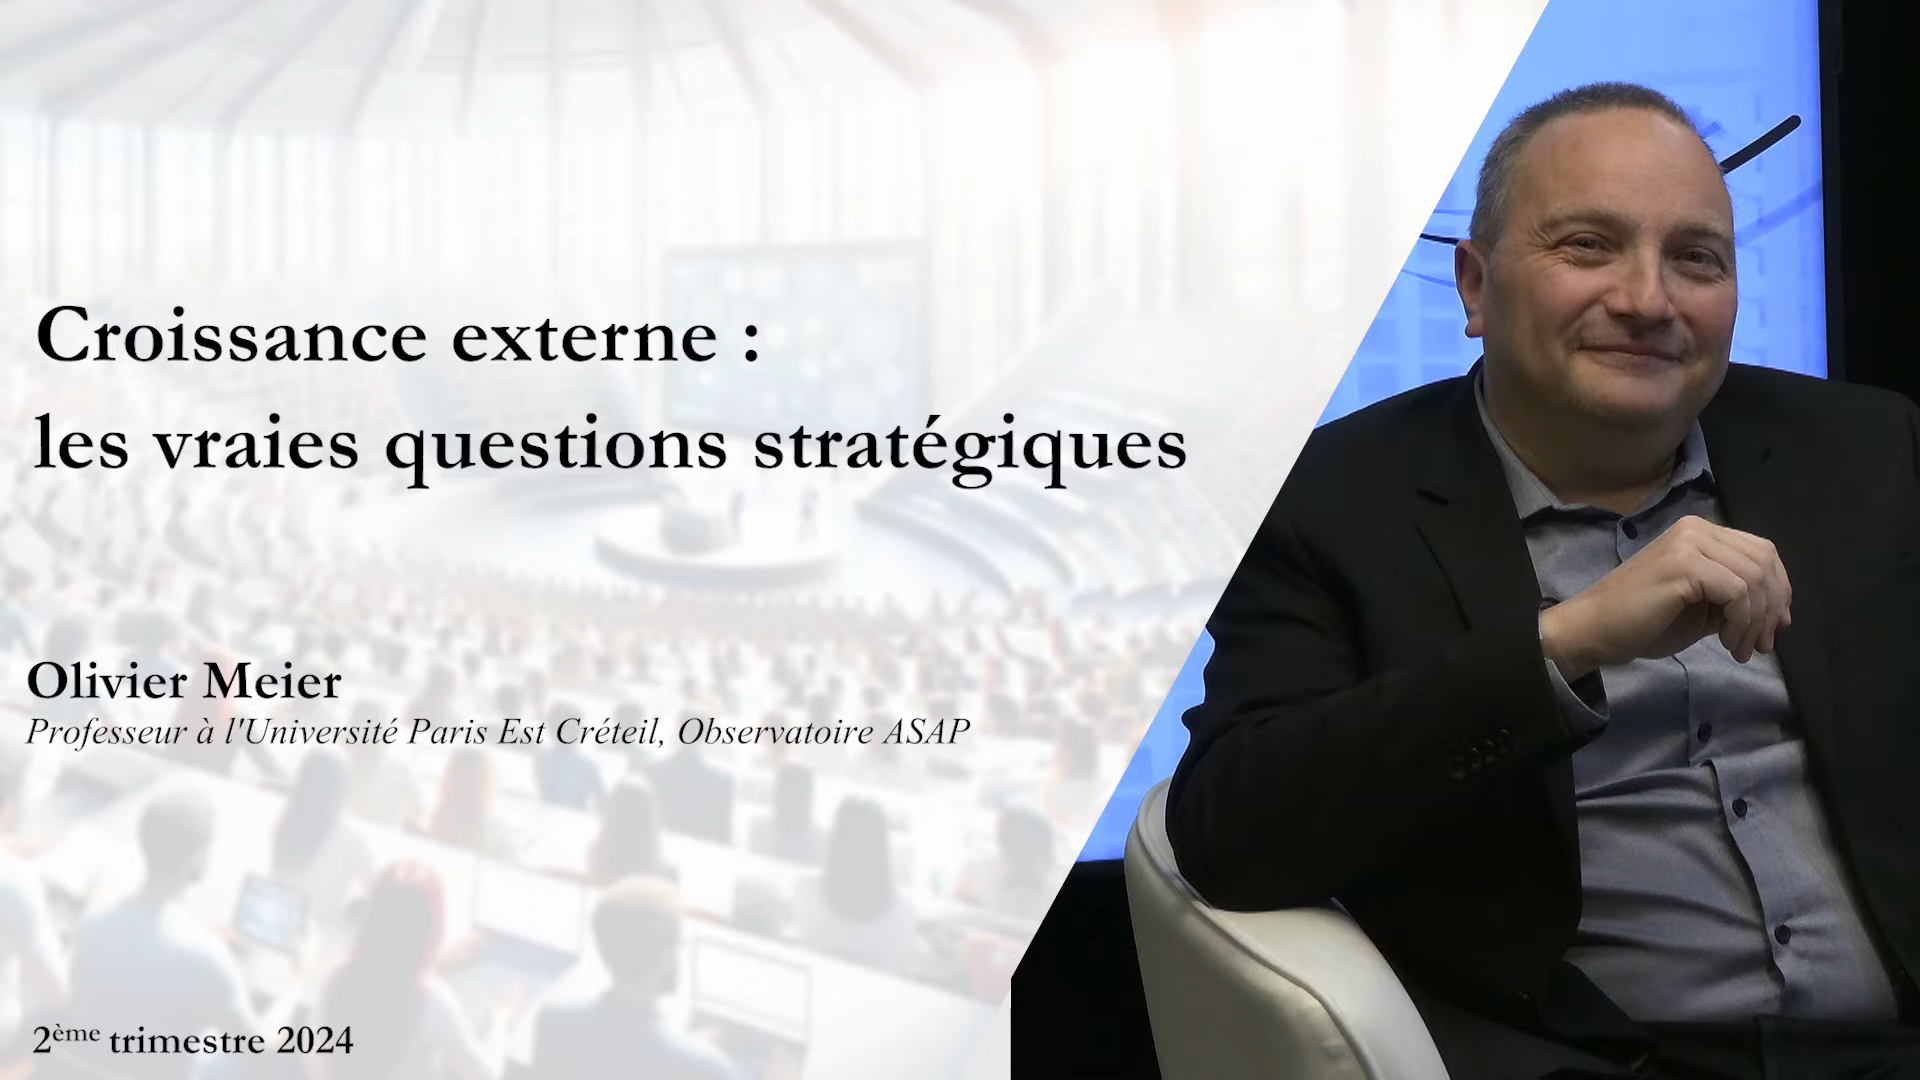 Croissance externe :
les vraies questions stratégiques
Olivier Meier
Professeur à l'Université Paris Est Créteil, Observatoire ASAP
2ème trimestre 2024